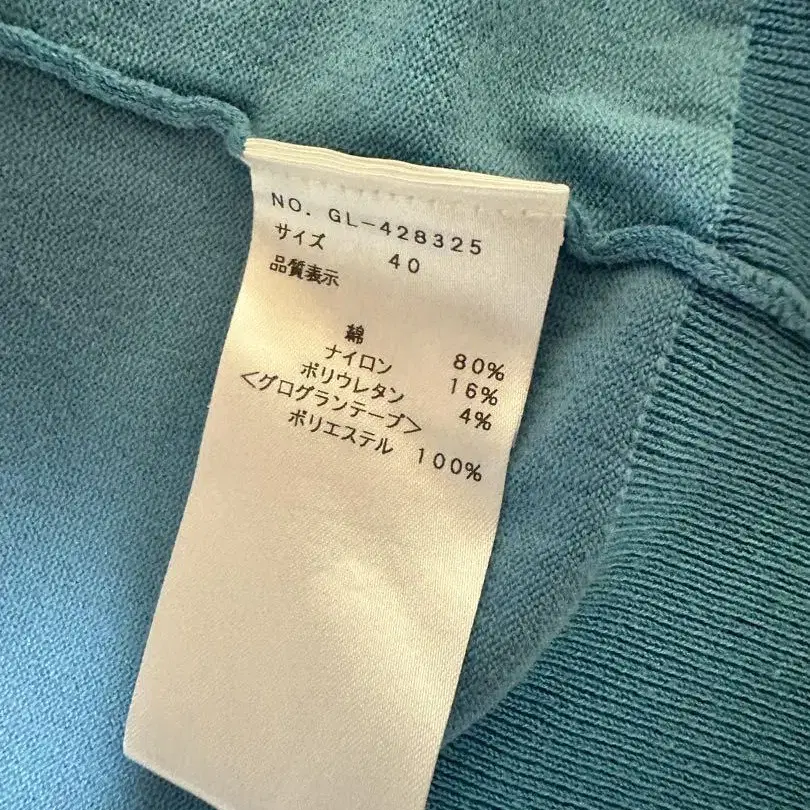 NO. GL-428325
サイズ 40
品質表示
綿 80%
ナイロン 16%
ポリウレタン 4%
<グログランテープ>
ポリエステル 100%